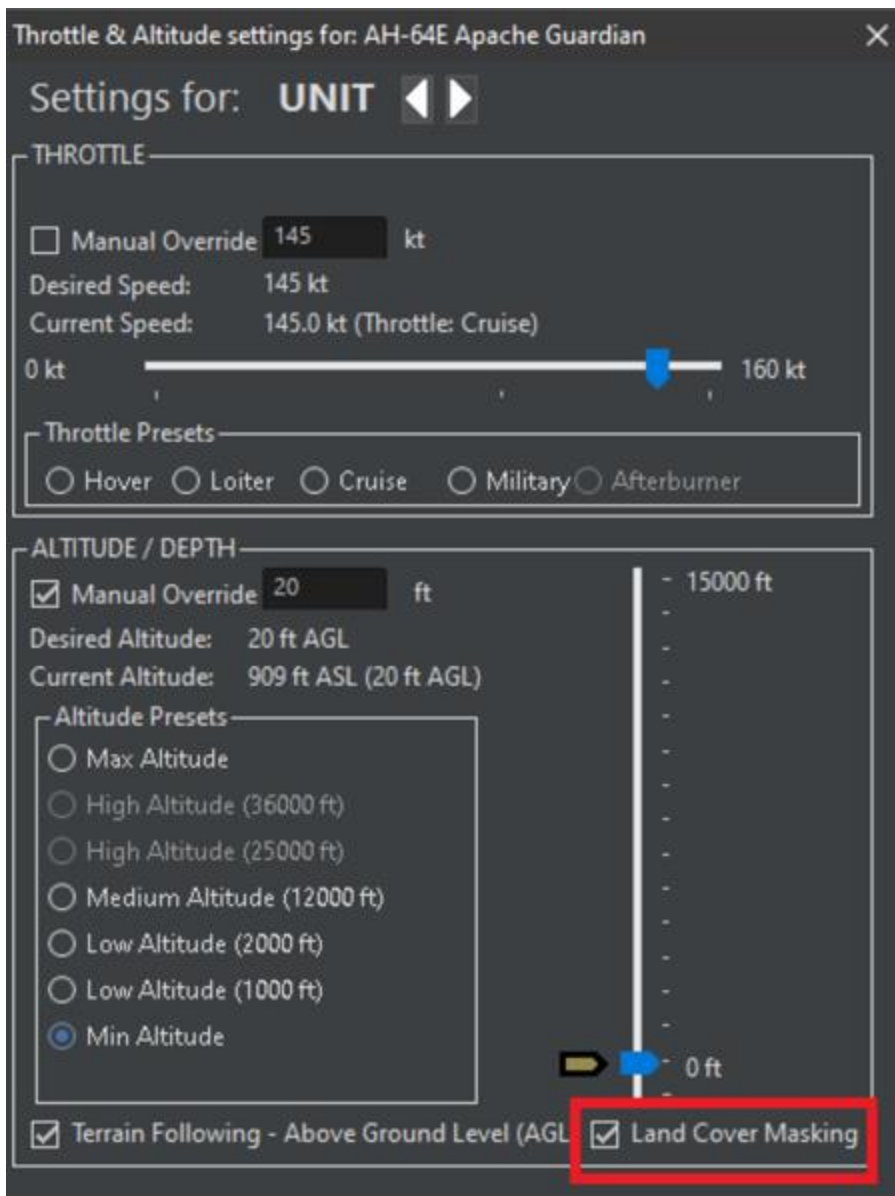 Throttle & Altitude settings for: AH-64E Apache Guardian
Settings for: UNIT
THROTTLE
Manual Override 145 kt
Desired Speed: 145 kt
Current Speed: 145.0 kt (Throttle: Cruise)
0 kt 160 kt
Throttle Presets
Hover Loiter Cruise Military Afterburner
ALTITUDE / DEPTH
Manual Override 20 ft
15000 ft
Desired Altitude: 20 ft AGL
Current Altitude: 909 ft ASL (20 ft AGL)
Altitude Presets
Max Altitude
High Altitude (36000 ft)
High Altitude (25000 ft)
Medium Altitude (12000 ft)
Low Altitude (2000 ft)
Low Altitude (1000 ft)
Min Altitude
0 ft
Terrain Following - Above Ground Level (AGL Land Cover Masking